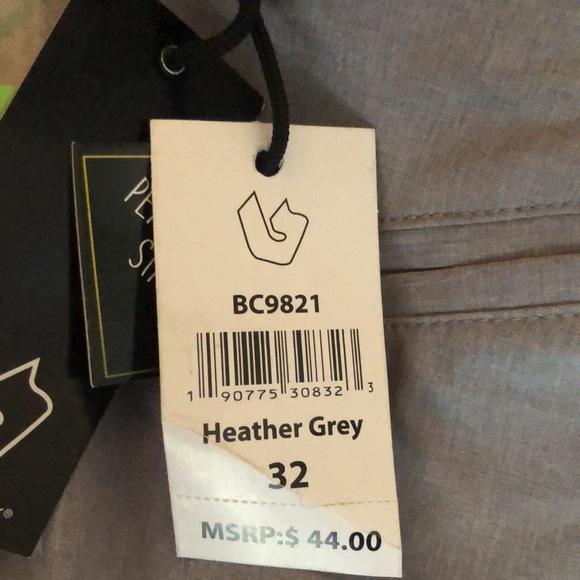 BC9821
1 90775 30832 3
Heather Grey
32
MSRP:$ 44.00
®